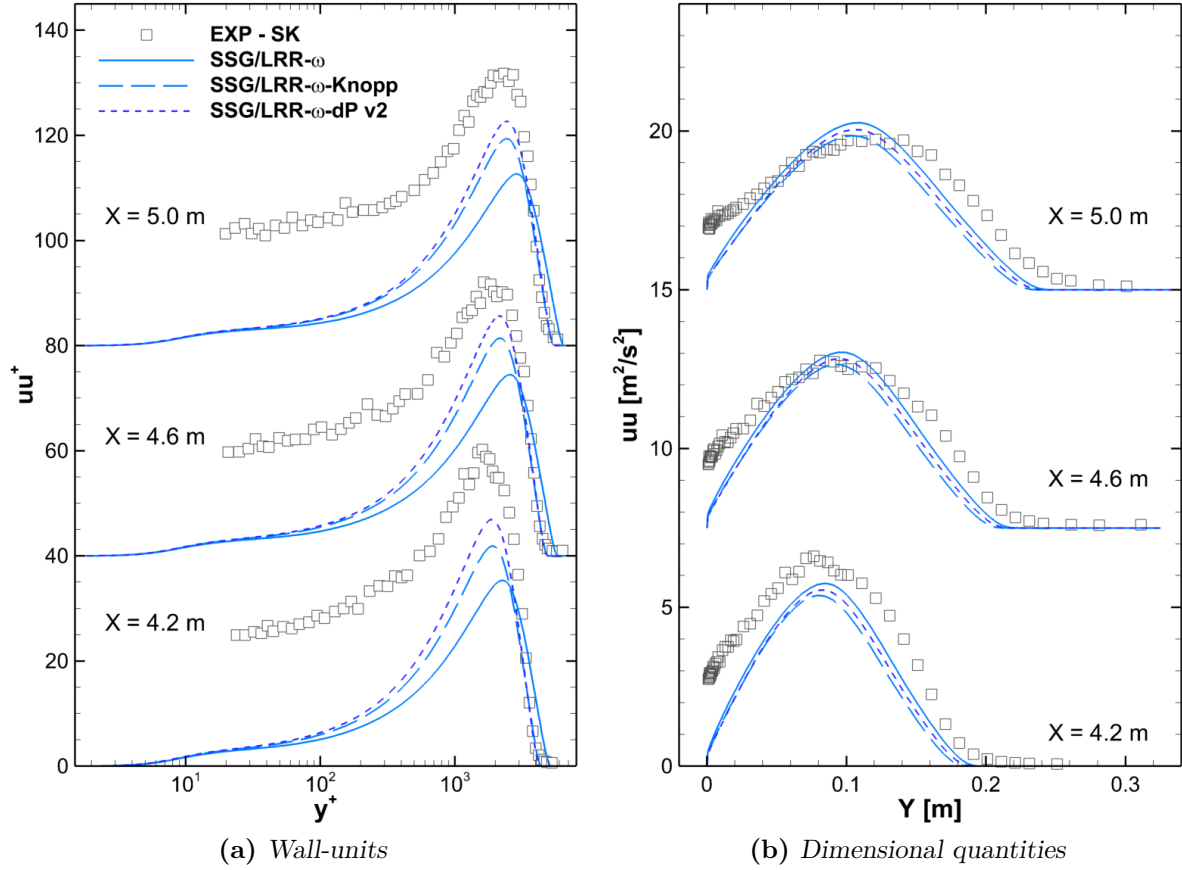 140
120
100
80
60
40
20
0
uu⁺
EXP - SK
SSG/LRR-ω
SSG/LRR-ω-Knopp
SSG/LRR-ω-dP v2
X = 5.0 m
X = 4.6 m
X = 4.2 m
10¹ 10² 10³
y⁺
(a) Wall-units
20
15
10
5
0
uu [m²/s²]
X = 5.0 m
X = 4.6 m
X = 4.2 m
0 0.1 0.2 0.3
Y [m]
(b) Dimensional quantities